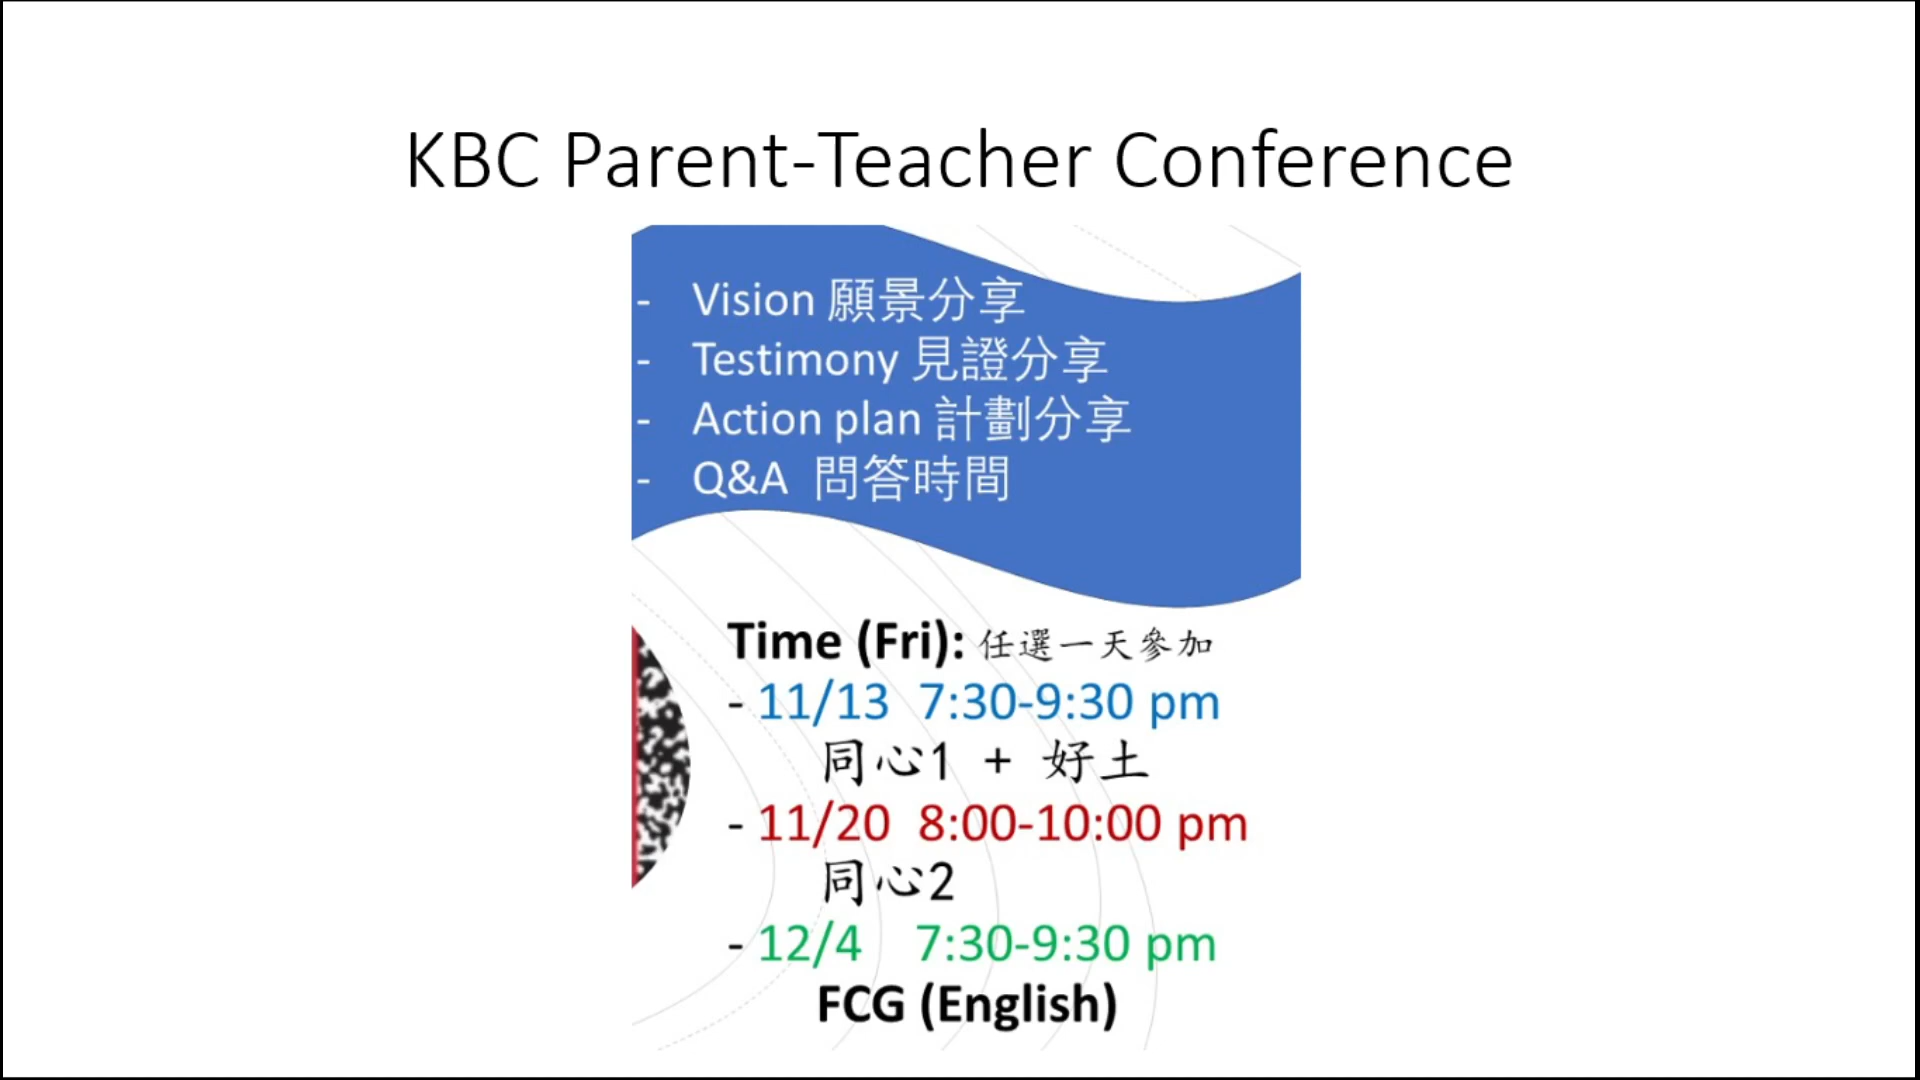 KBC Parent-Teacher Conference
- Vision 願景分享
- Testimony 見證分享
- Action plan 計劃分享
- Q&A 問答時間
Time (Fri): 任選一天參加
- 11/13 7:30-9:30 pm
同心1 + 好土
- 11/20 8:00-10:00 pm
同心2
- 12/4 7:30-9:30 pm
FCG (English)